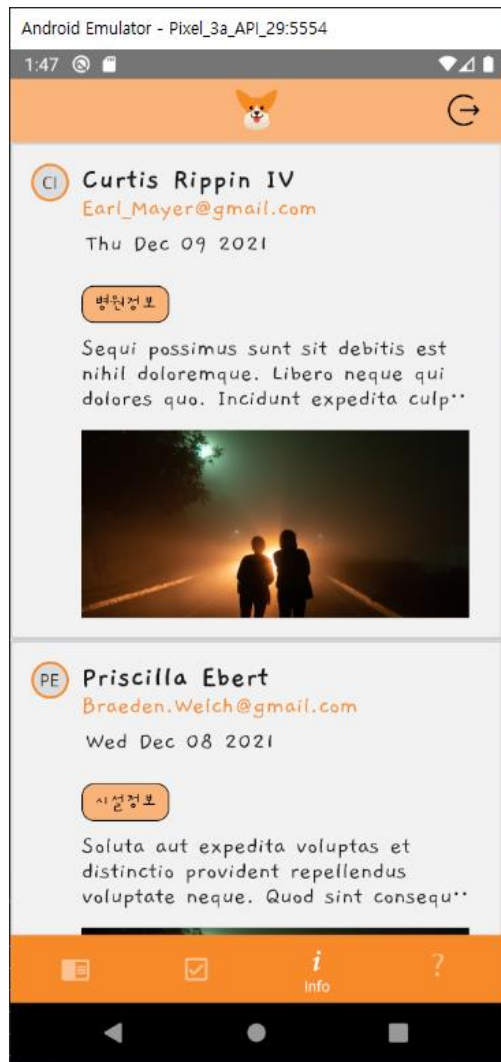 Android Emulator - Pixel_3a_API_29:5554
1:47
CI
Curtis Rippin IV
Earl_Mayer@gmail.com
Thu Dec 09 2021
병원정보
Sequi possimus sunt sit debitis est
nihil doloremque. Libero neque qui
dolores quo. Incidunt expedita culp··
PE
Priscilla Ebert
Braeden.Welch@gmail.com
Wed Dec 08 2021
시설정보
Soluta aut expedita voluptas et
distinctio provident repellendus
voluptate neque. Quod sint consequ··
i
?
Info